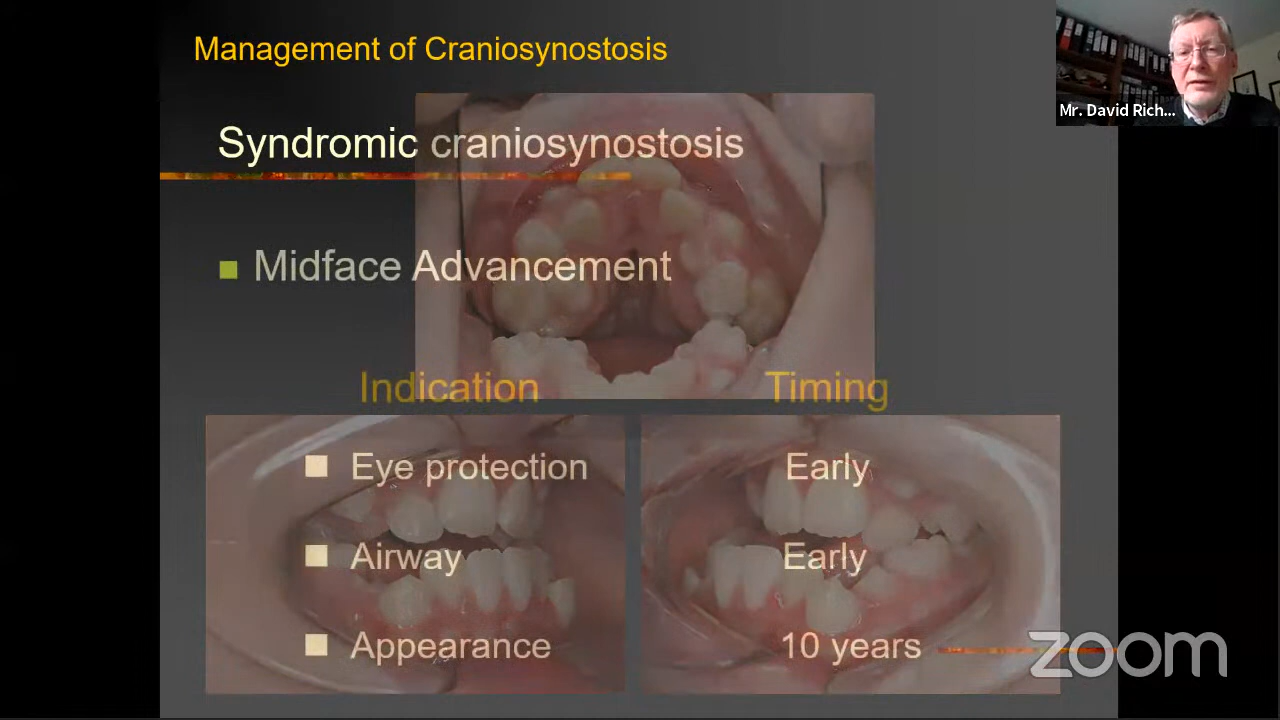 Management of Craniosynostosis
Mr. David Rich...
Syndromic craniosynostosis
Midface Advancement
Indication Timing
Eye protection Early
Airway Early
Appearance 10 years
zoom